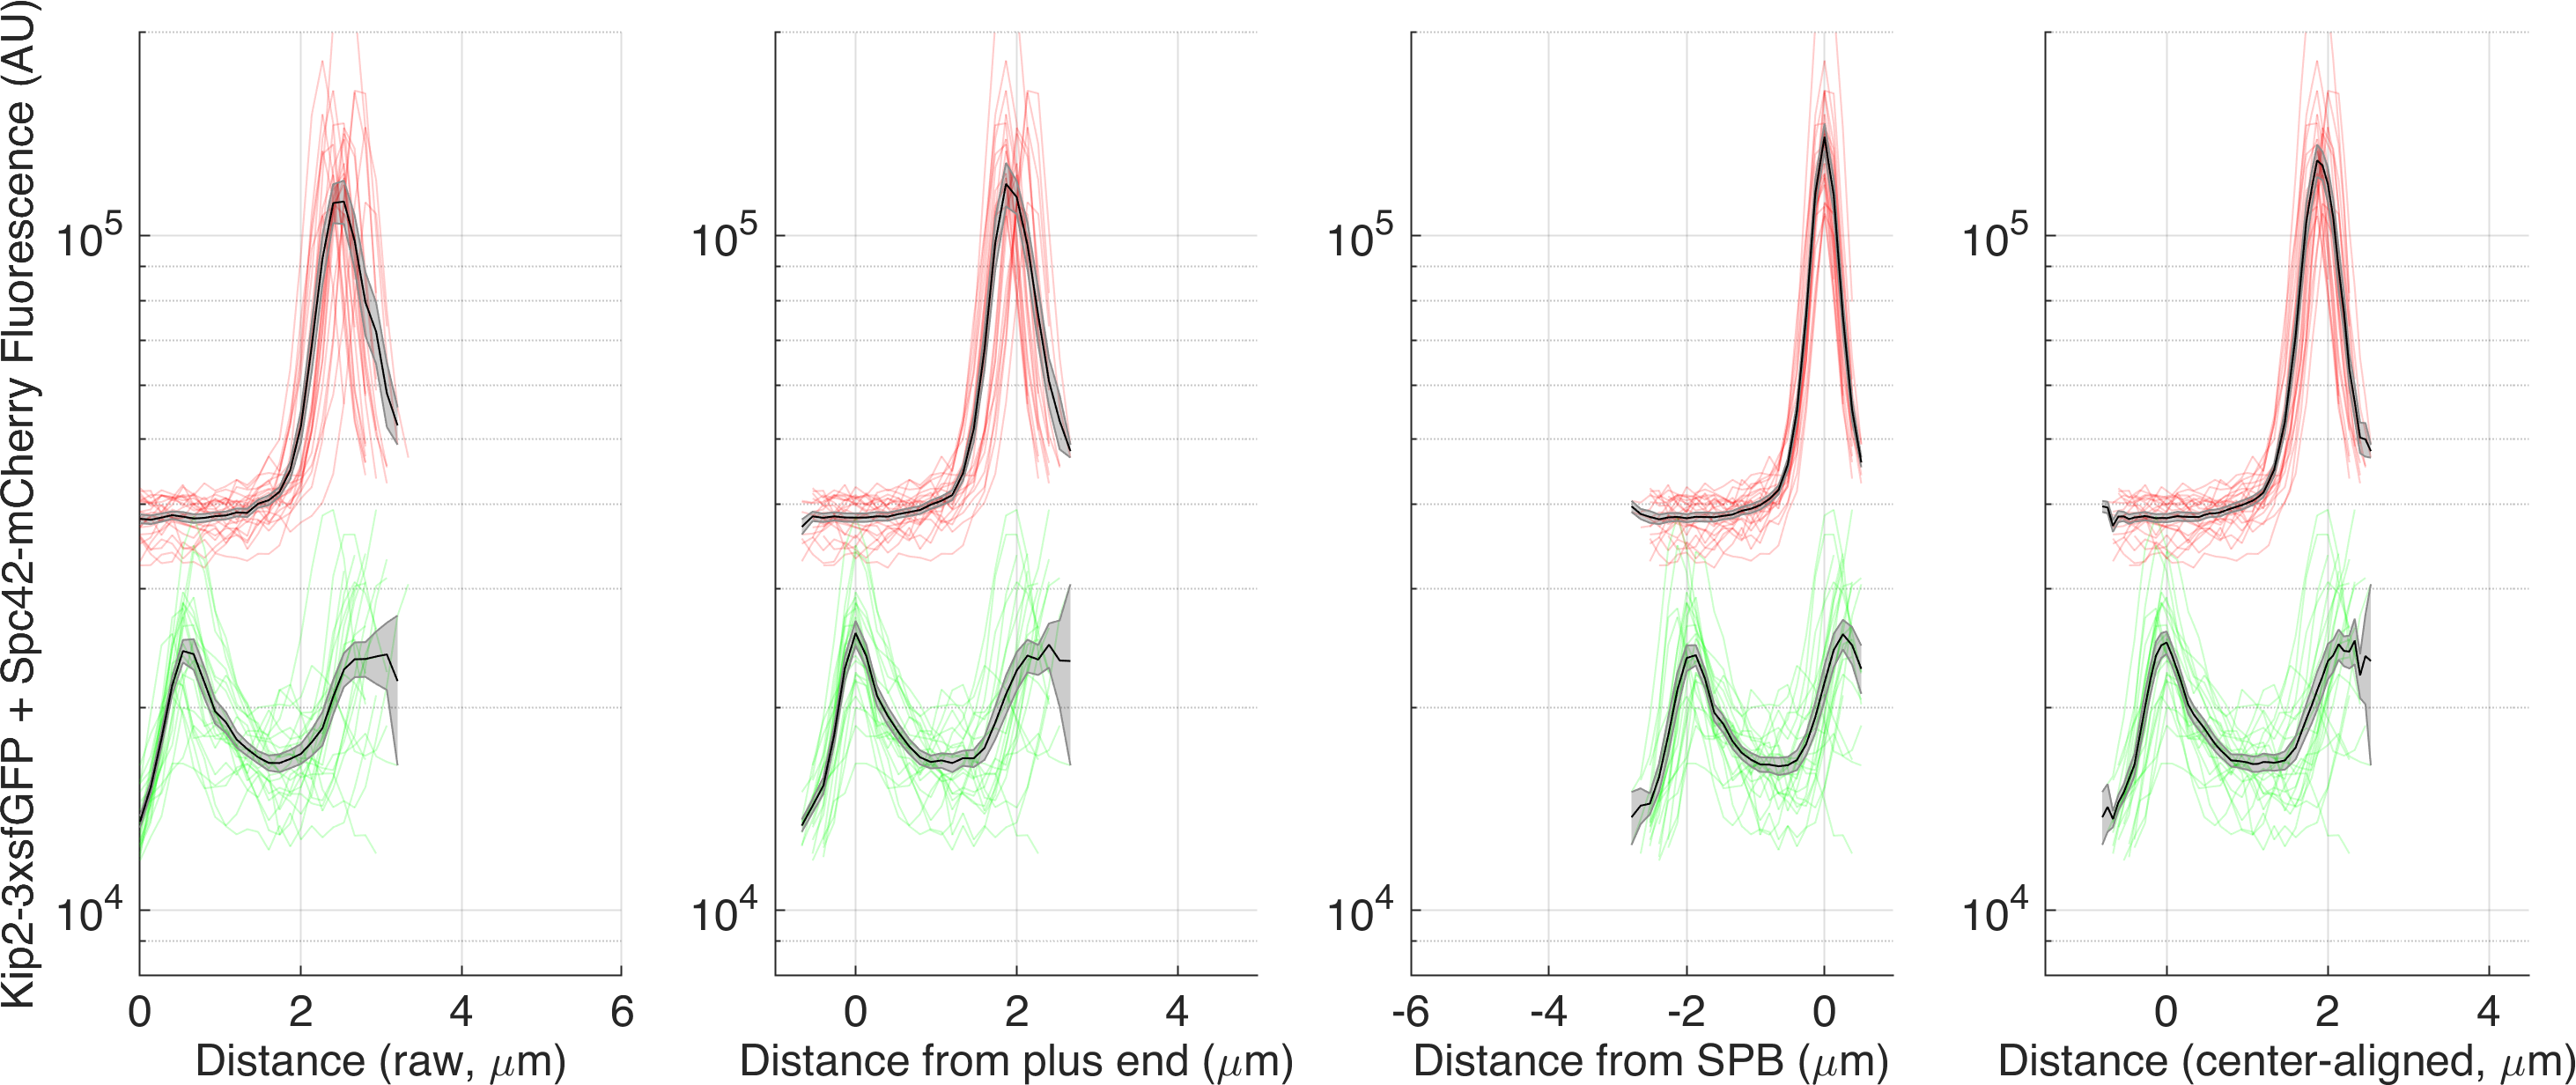 Kip2-3xsfGFP + Spc42-mCherry Fluorescence (AU)
10^5
10^4
0 2 4 6
Distance (raw, μm)
10^5
10^4
0 2 4
Distance from plus end (μm)
10^5
10^4
-6 -4 -2 0
Distance from SPB (μm)
10^5
10^4
0 2 4
Distance (center-aligned, μm)